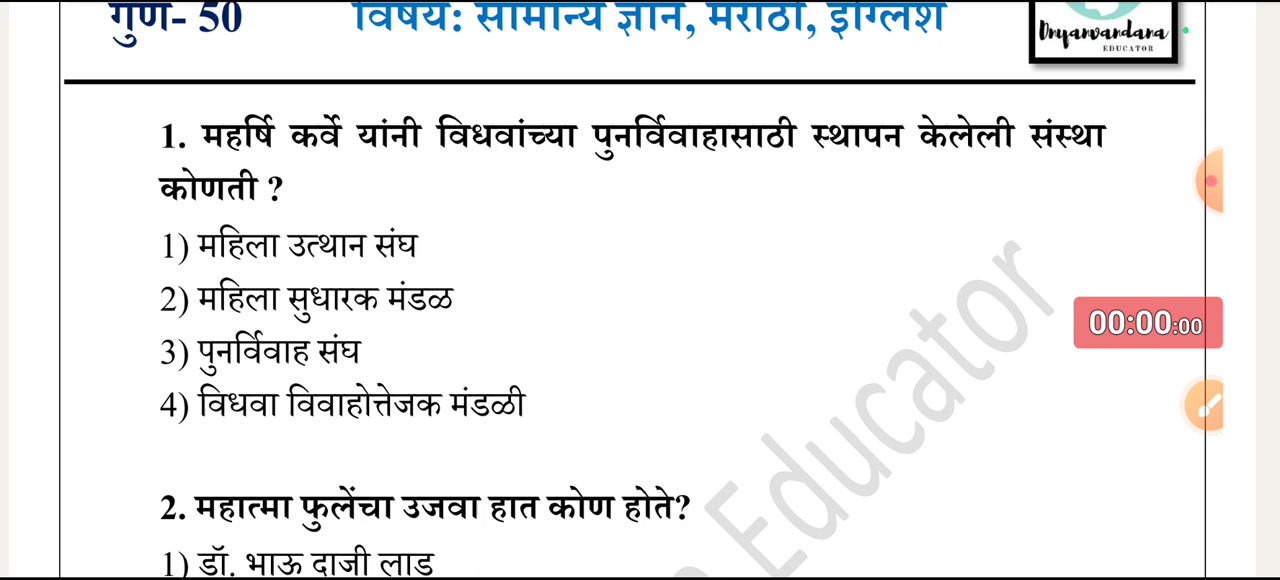 गुण- 50 विषय: सामान्य ज्ञान, मराठी, इंग्लिश
Dnyanvandana
EDUCATOR
1. महर्षि कर्वे यांनी विधवांच्या पुनर्विवाहासाठी स्थापन केलेली संस्था
कोणती ?
1) महिला उत्थान संघ
2) महिला सुधारक मंडळ
3) पुनर्विवाह संघ
00:00:00
4) विधवा विवाहोत्तेजक मंडळी
Educator
2. महात्मा फुलेंचा उजवा हात कोण होते?
1) डॉ. भाऊ दाजी लाड